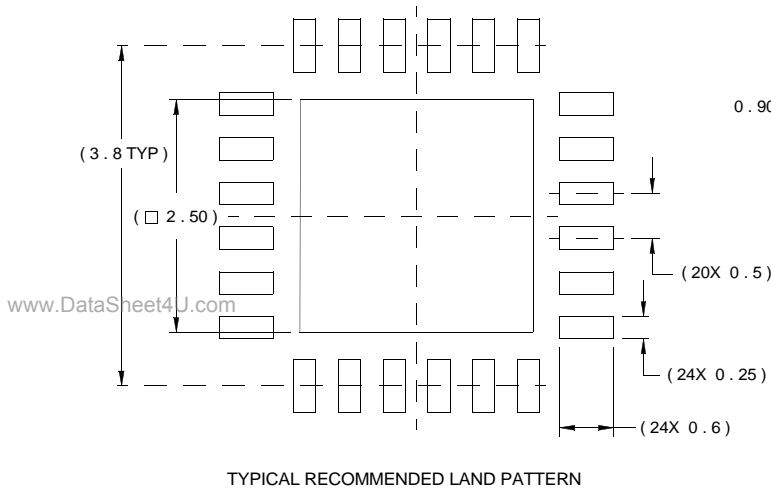 0.90
(3.8 TYP)
(□ 2.50)
(20X 0.5)
www.DataSheet4U.com
(24X 0.25)
(24X 0.6)
TYPICAL RECOMMENDED LAND PATTERN